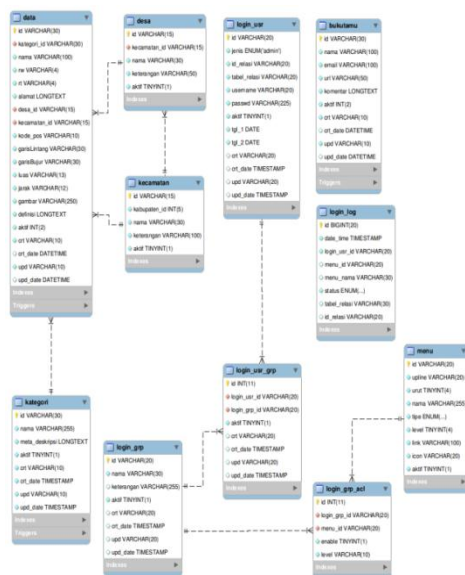 data
id VARCHAR(30)
kategori_id VARCHAR(30)
nama VARCHAR(100)
rw VARCHAR(4)
rt VARCHAR(4)
alamat LONGTEXT
desa_id VARCHAR(15)
kecamatan_id VARCHAR(15)
kode_pos VARCHAR(10)
garisLintang VARCHAR(30)
garisBujur VARCHAR(30)
luas VARCHAR(13)
jarak VARCHAR(12)
gambar VARCHAR(250)
definisi LONGTEXT
aktif INT(2)
crt VARCHAR(10)
crt_date DATETIME
upd VARCHAR(10)
upd_date DATETIME
Indexes
Triggers
desa
id VARCHAR(15)
kecamatan_id VARCHAR(15)
nama VARCHAR(30)
keterangan VARCHAR(50)
aktif TINYINT(1)
Indexes
kecamatan
id VARCHAR(15)
kabupaten_id INT(5)
nama VARCHAR(30)
keterangan VARCHAR(100)
aktif TINYINT(1)
Indexes
login_usr
id VARCHAR(20)
jenis ENUM('admin')
id_relasi VARCHAR(20)
tabel_relasi VARCHAR(20)
username VARCHAR(20)
passwd VARCHAR(225)
aktif TINYINT(1)
tgl_1 DATE
tgl_2 DATE
crt VARCHAR(20)
crt_date TIMESTAMP
upd VARCHAR(20)
upd_date TIMESTAMP
Indexes
bukutamu
id VARCHAR(30)
nama VARCHAR(100)
email VARCHAR(100)
url VARCHAR(50)
komentar LONGTEXT
aktif INT(2)
crt VARCHAR(10)
crt_date DATETIME
upd VARCHAR(10)
upd_date DATETIME
Indexes
Triggers
login_log
id BIGINT(20)
date_time TIMESTAMP
login_usr_id VARCHAR(20)
menu_id VARCHAR(20)
menu_nama VARCHAR(30)
status ENUM(...)
tabel_relasi VARCHAR(30)
id_relasi VARCHAR(20)
Indexes
kategori
id VARCHAR(30)
nama VARCHAR(255)
meta_deskripsi LONGTEXT
aktif TINYINT(1)
crt VARCHAR(10)
crt_date TIMESTAMP
upd VARCHAR(10)
upd_date TIMESTAMP
Indexes
Triggers
login_grp
id VARCHAR(20)
nama VARCHAR(30)
keterangan VARCHAR(255)
aktif TINYINT(1)
crt VARCHAR(20)
crt_date TIMESTAMP
upd VARCHAR(20)
upd_date TIMESTAMP
Indexes
login_usr_grp
id INT(11)
login_usr_id VARCHAR(20)
login_grp_id VARCHAR(20)
aktif TINYINT(1)
crt VARCHAR(20)
crt_date TIMESTAMP
upd VARCHAR(20)
upd_date TIMESTAMP
Indexes
menu
id VARCHAR(20)
upline VARCHAR(20)
urut TINYINT(4)
nama VARCHAR(255)
tipe ENUM(...)
level TINYINT(4)
link VARCHAR(100)
icon VARCHAR(20)
aktif TINYINT(1)
Indexes
login_grp_acl
id INT(11)
login_grp_id VARCHAR(20)
menu_id VARCHAR(20)
enable TINYINT(1)
level VARCHAR(10)
Indexes